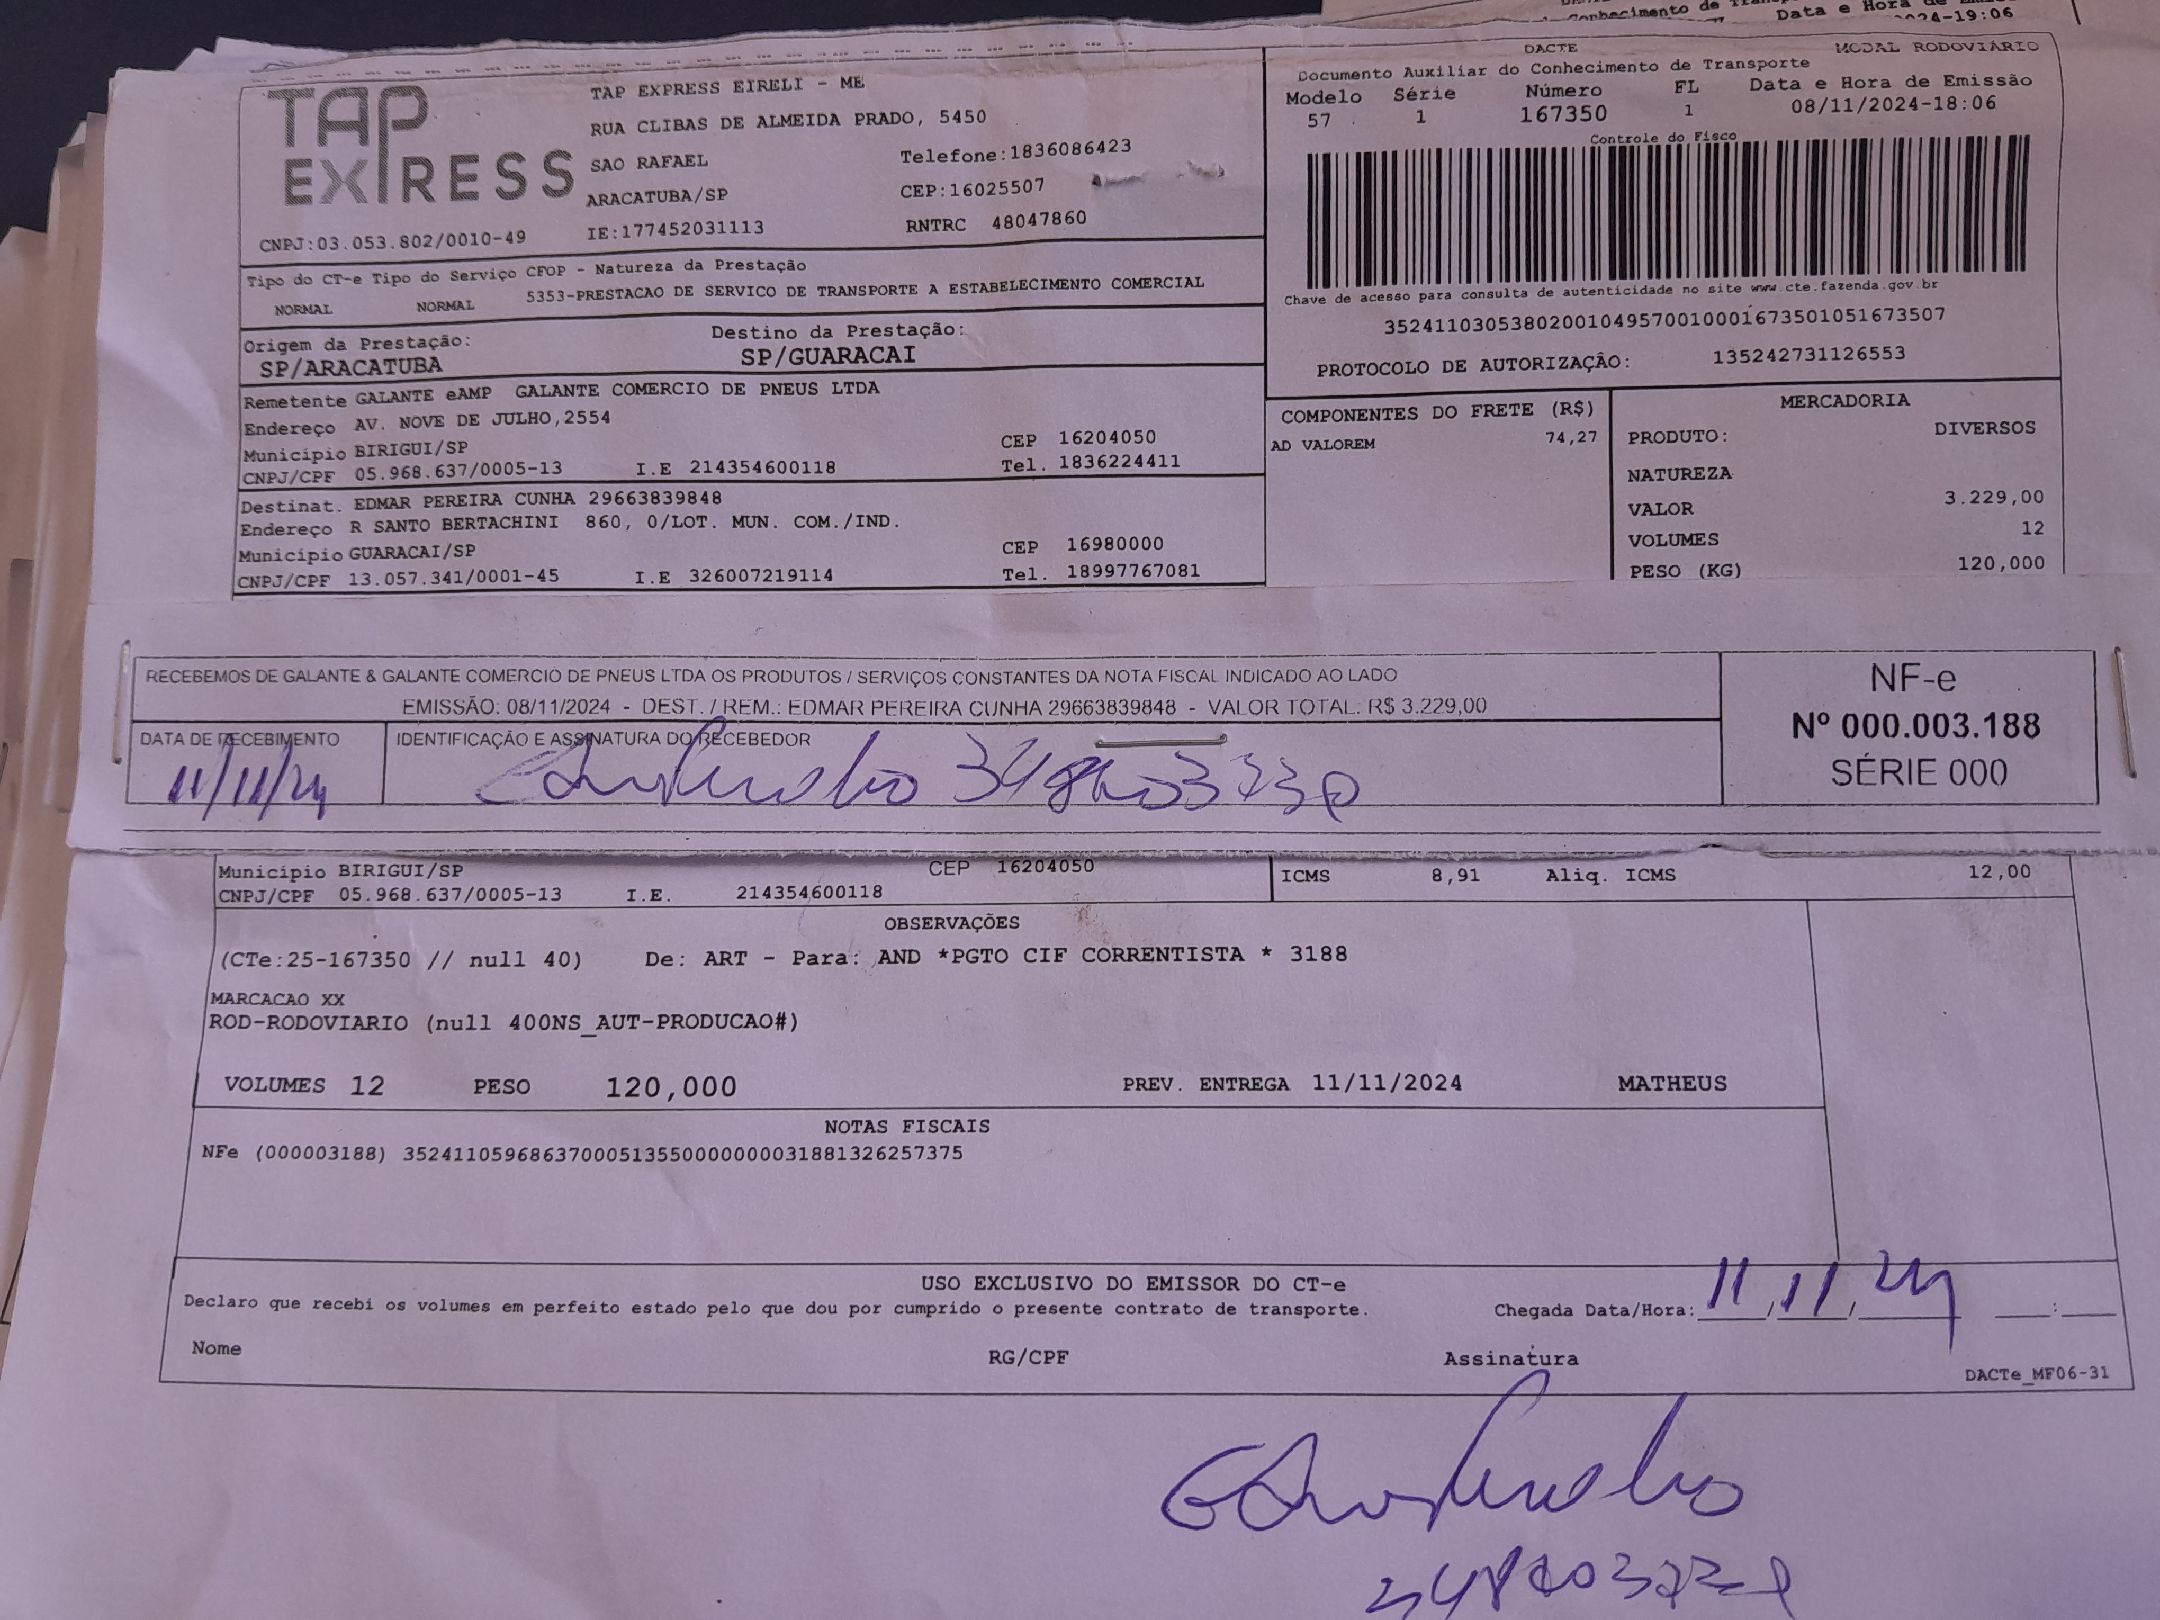 Conhecimento de
Data e Hora de
024-19:06
TAP EXPRESS
TAP EXPRESS EIRELI - ME
RUA CLIBAS DE ALMEIDA PRADO, 5450
SAO RAFAEL Telefone:1836086423
ARACATUBA/SP CEP:16025507
CNPJ:03.053.802/0010-49 IE:177452031113 RNTRC 48047860
DACTE MODAL RODOVIÁRIO
Documento Auxiliar do Conhecimento de Transporte
Modelo Série Número FL Data e Hora de Emissão
57 1 167350 1 08/11/2024-18:06
Controle do Fisco
Chave de acesso para consulta de autenticidade no site www.cte.fazenda.gov.br
35241103053802001049570010001673501051673507
PROTOCOLO DE AUTORIZAÇÃO: 135242731126553
Tipo do CT-e Tipo do Serviço CFOP - Natureza da Prestação
NORMAL NORMAL 5353-PRESTACAO DE SERVICO DE TRANSPORTE A ESTABELECIMENTO COMERCIAL
Origem da Prestação: Destino da Prestação:
SP/ARACATUBA SP/GUARACAI
Remetente GALANTE eAMP GALANTE COMERCIO DE PNEUS LTDA
Endereço AV. NOVE DE JULHO,2554
Município BIRIGUI/SP CEP 16204050
CNPJ/CPF 05.968.637/0005-13 I.E 214354600118 Tel. 1836224411
Destinat. EDMAR PEREIRA CUNHA 29663839848
Endereço R SANTO BERTACHINI 860, 0/LOT. MUN. COM./IND.
Município GUARACAI/SP CEP 16980000
CNPJ/CPF 13.057.341/0001-45 I.E 326007219114 Tel. 18997767081
COMPONENTES DO FRETE (R$)
AD VALOREM 74,27
MERCADORIA
PRODUTO: DIVERSOS
NATUREZA
VALOR 3.229,00
VOLUMES 12
PESO (KG) 120,000
RECEBEMOS DE GALANTE & GALANTE COMERCIO DE PNEUS LTDA OS PRODUTOS / SERVIÇOS CONSTANTES DA NOTA FISCAL INDICADO AO LADO
EMISSÃO: 08/11/2024 - DEST. / REM.: EDMAR PEREIRA CUNHA 29663839848 - VALOR TOTAL: R$ 3.229,00
DATA DE RECEBIMENTO IDENTIFICAÇÃO E ASSINATURA DO RECEBEDOR
11/11/24
NF-e
Nº 000.003.188
SÉRIE 000
Município BIRIGUI/SP CEP 16204050
CNPJ/CPF 05.968.637/0005-13 I.E. 214354600118
ICMS 8,91 Aliq. ICMS 12,00
OBSERVAÇÕES
(CTe:25-167350 // null 40) De: ART - Para: AND *PGTO CIF CORRENTISTA * 3188
MARCACAO XX
ROD-RODOVIARIO (null 400NS_AUT-PRODUCAO#)
VOLUMES 12 PESO 120,000 PREV. ENTREGA 11/11/2024 MATHEUS
NOTAS FISCAIS
NFe (000003188) 35241105968637000513550000000031881326257375
USO EXCLUSIVO DO EMISSOR DO CT-e
Declaro que recebi os volumes em perfeito estado pelo que dou por cumprido o presente contrato de transporte. Chegada Data/Hora: 11/11/24 __:__
Nome RG/CPF Assinatura
DACTe_MF06-31